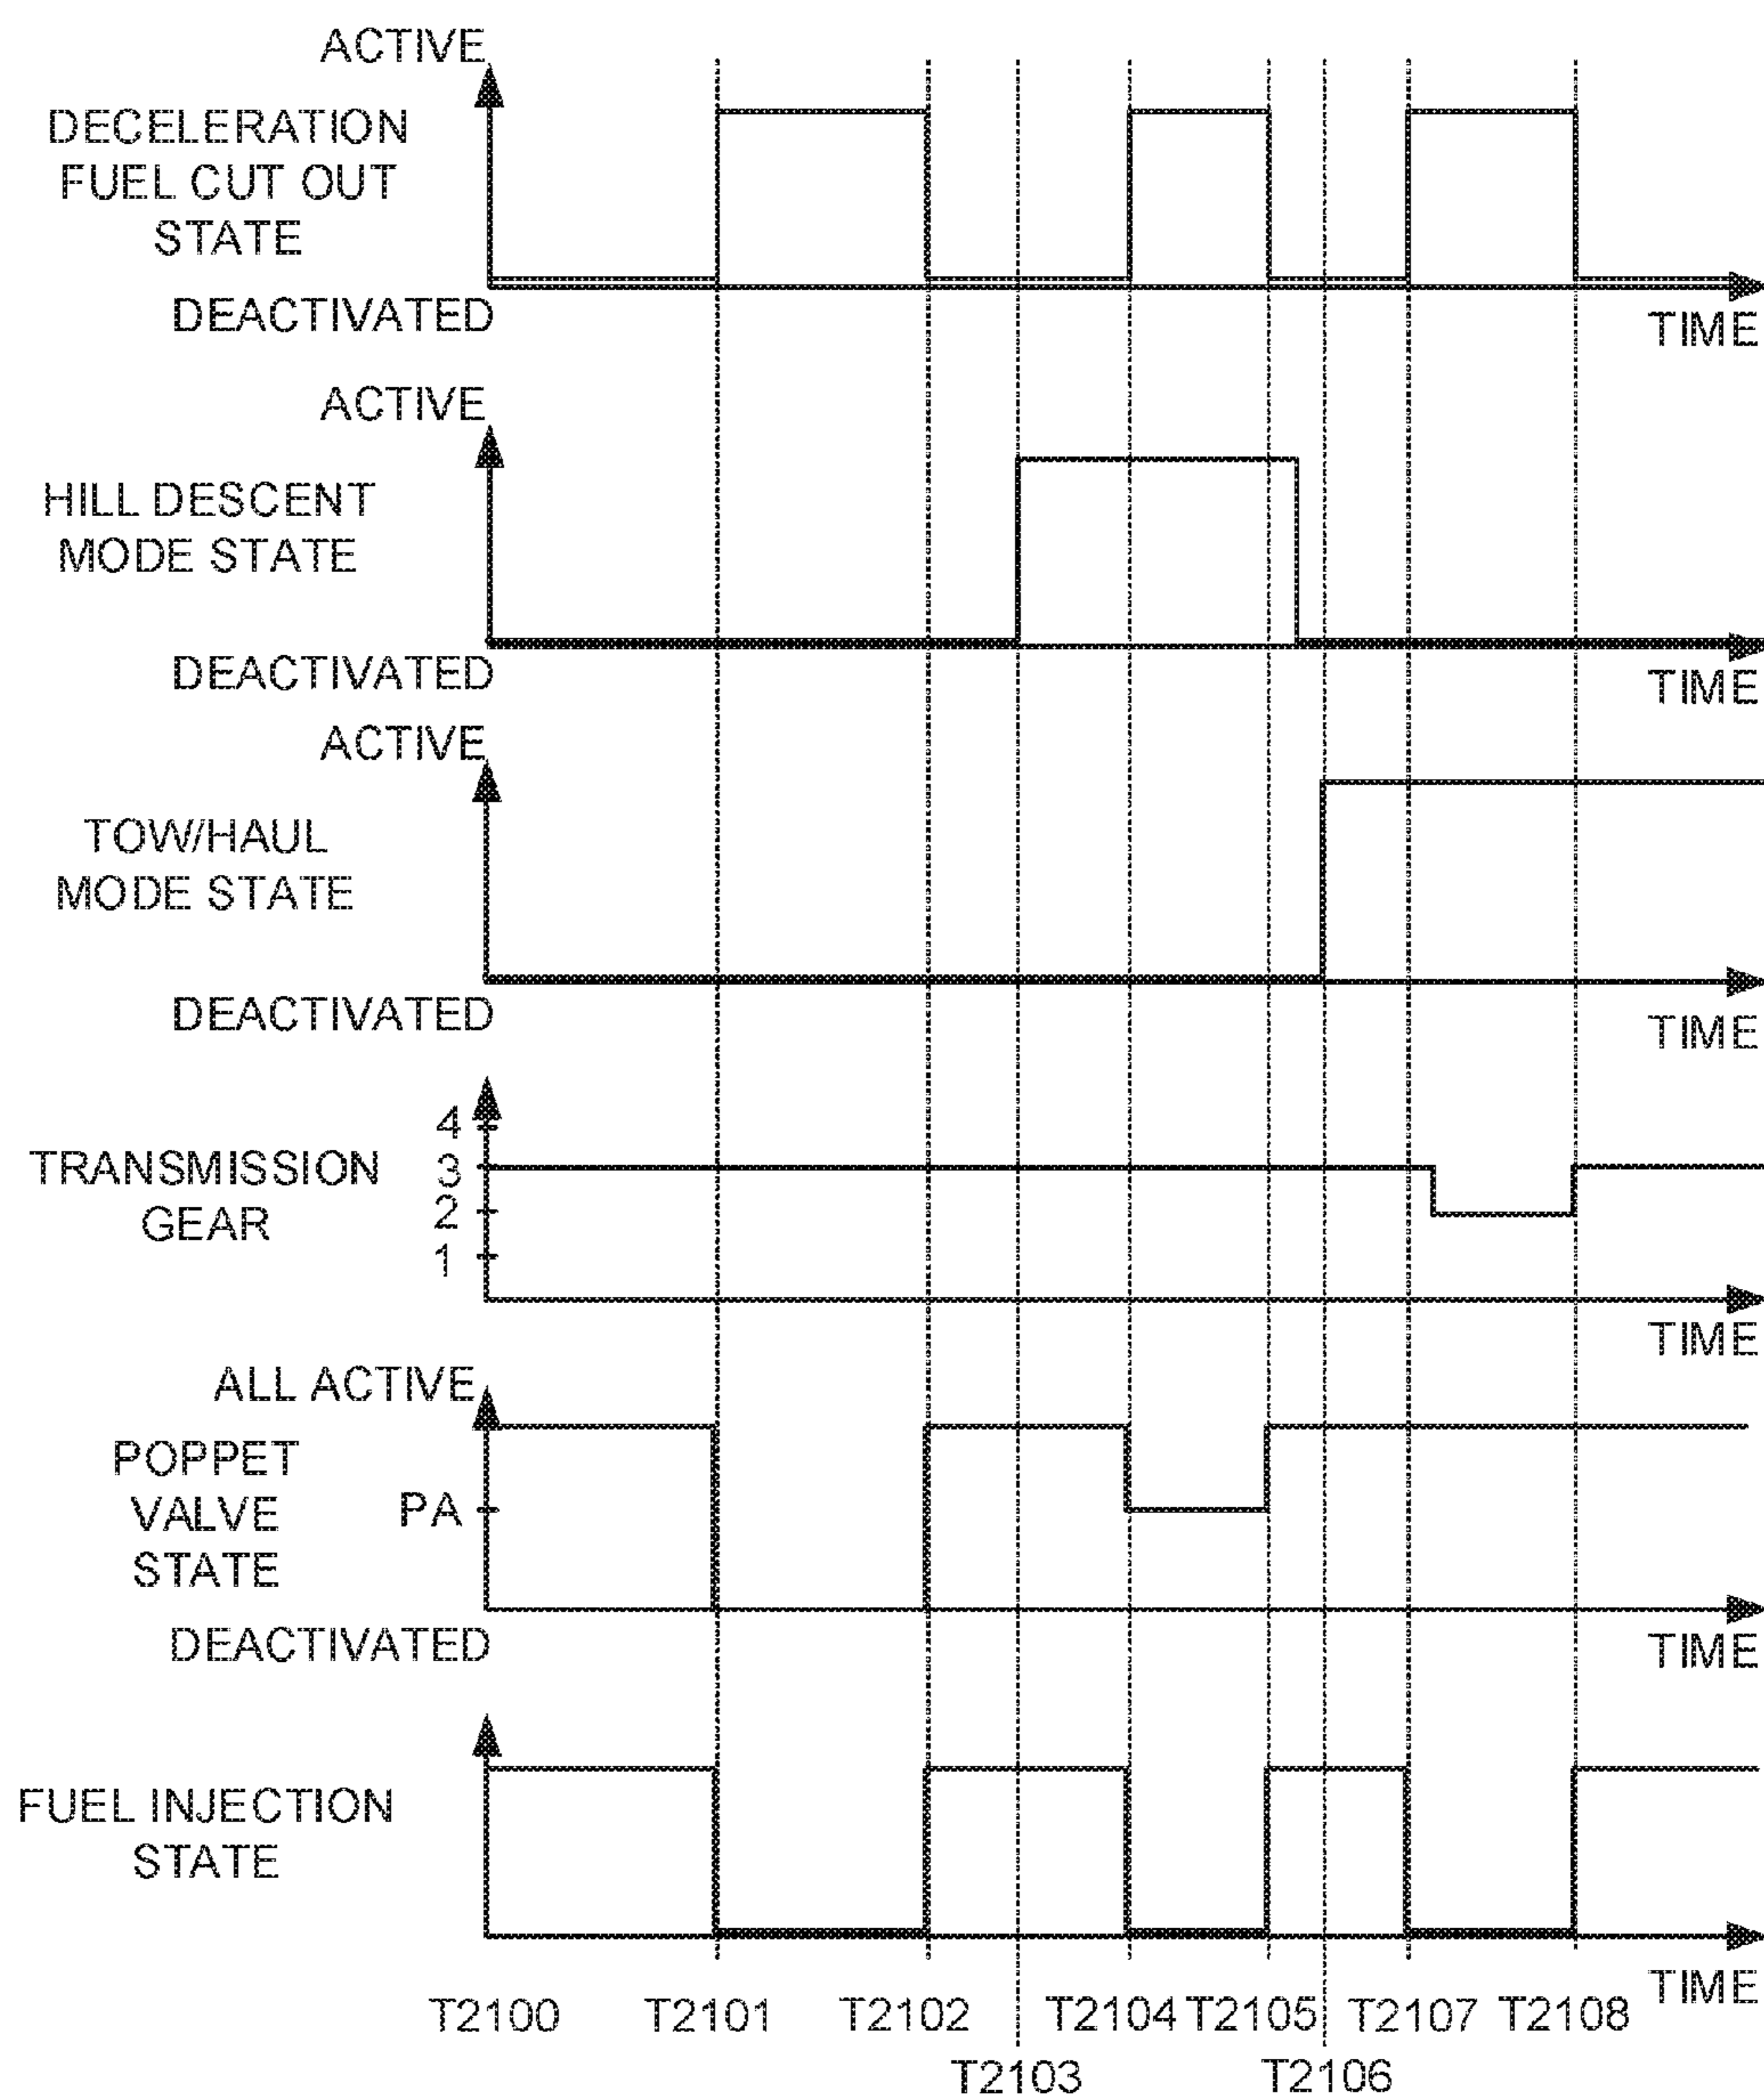 ACTIVE
DECELERATION
FUEL CUT OUT
STATE
DEACTIVATED
TIME
ACTIVE
HILL DESCENT
MODE STATE
DEACTIVATED
TIME
ACTIVE
TOW/HAUL
MODE STATE
DEACTIVATED
TIME
4
TRANSMISSION 3
GEAR 2
1
TIME
ALL ACTIVE
POPPET
VALVE PA
STATE
DEACTIVATED
TIME
FUEL INJECTION
STATE
TIME
T2100 T2101 T2102 T2104 T2105 T2107 T2108
T2103 T2106